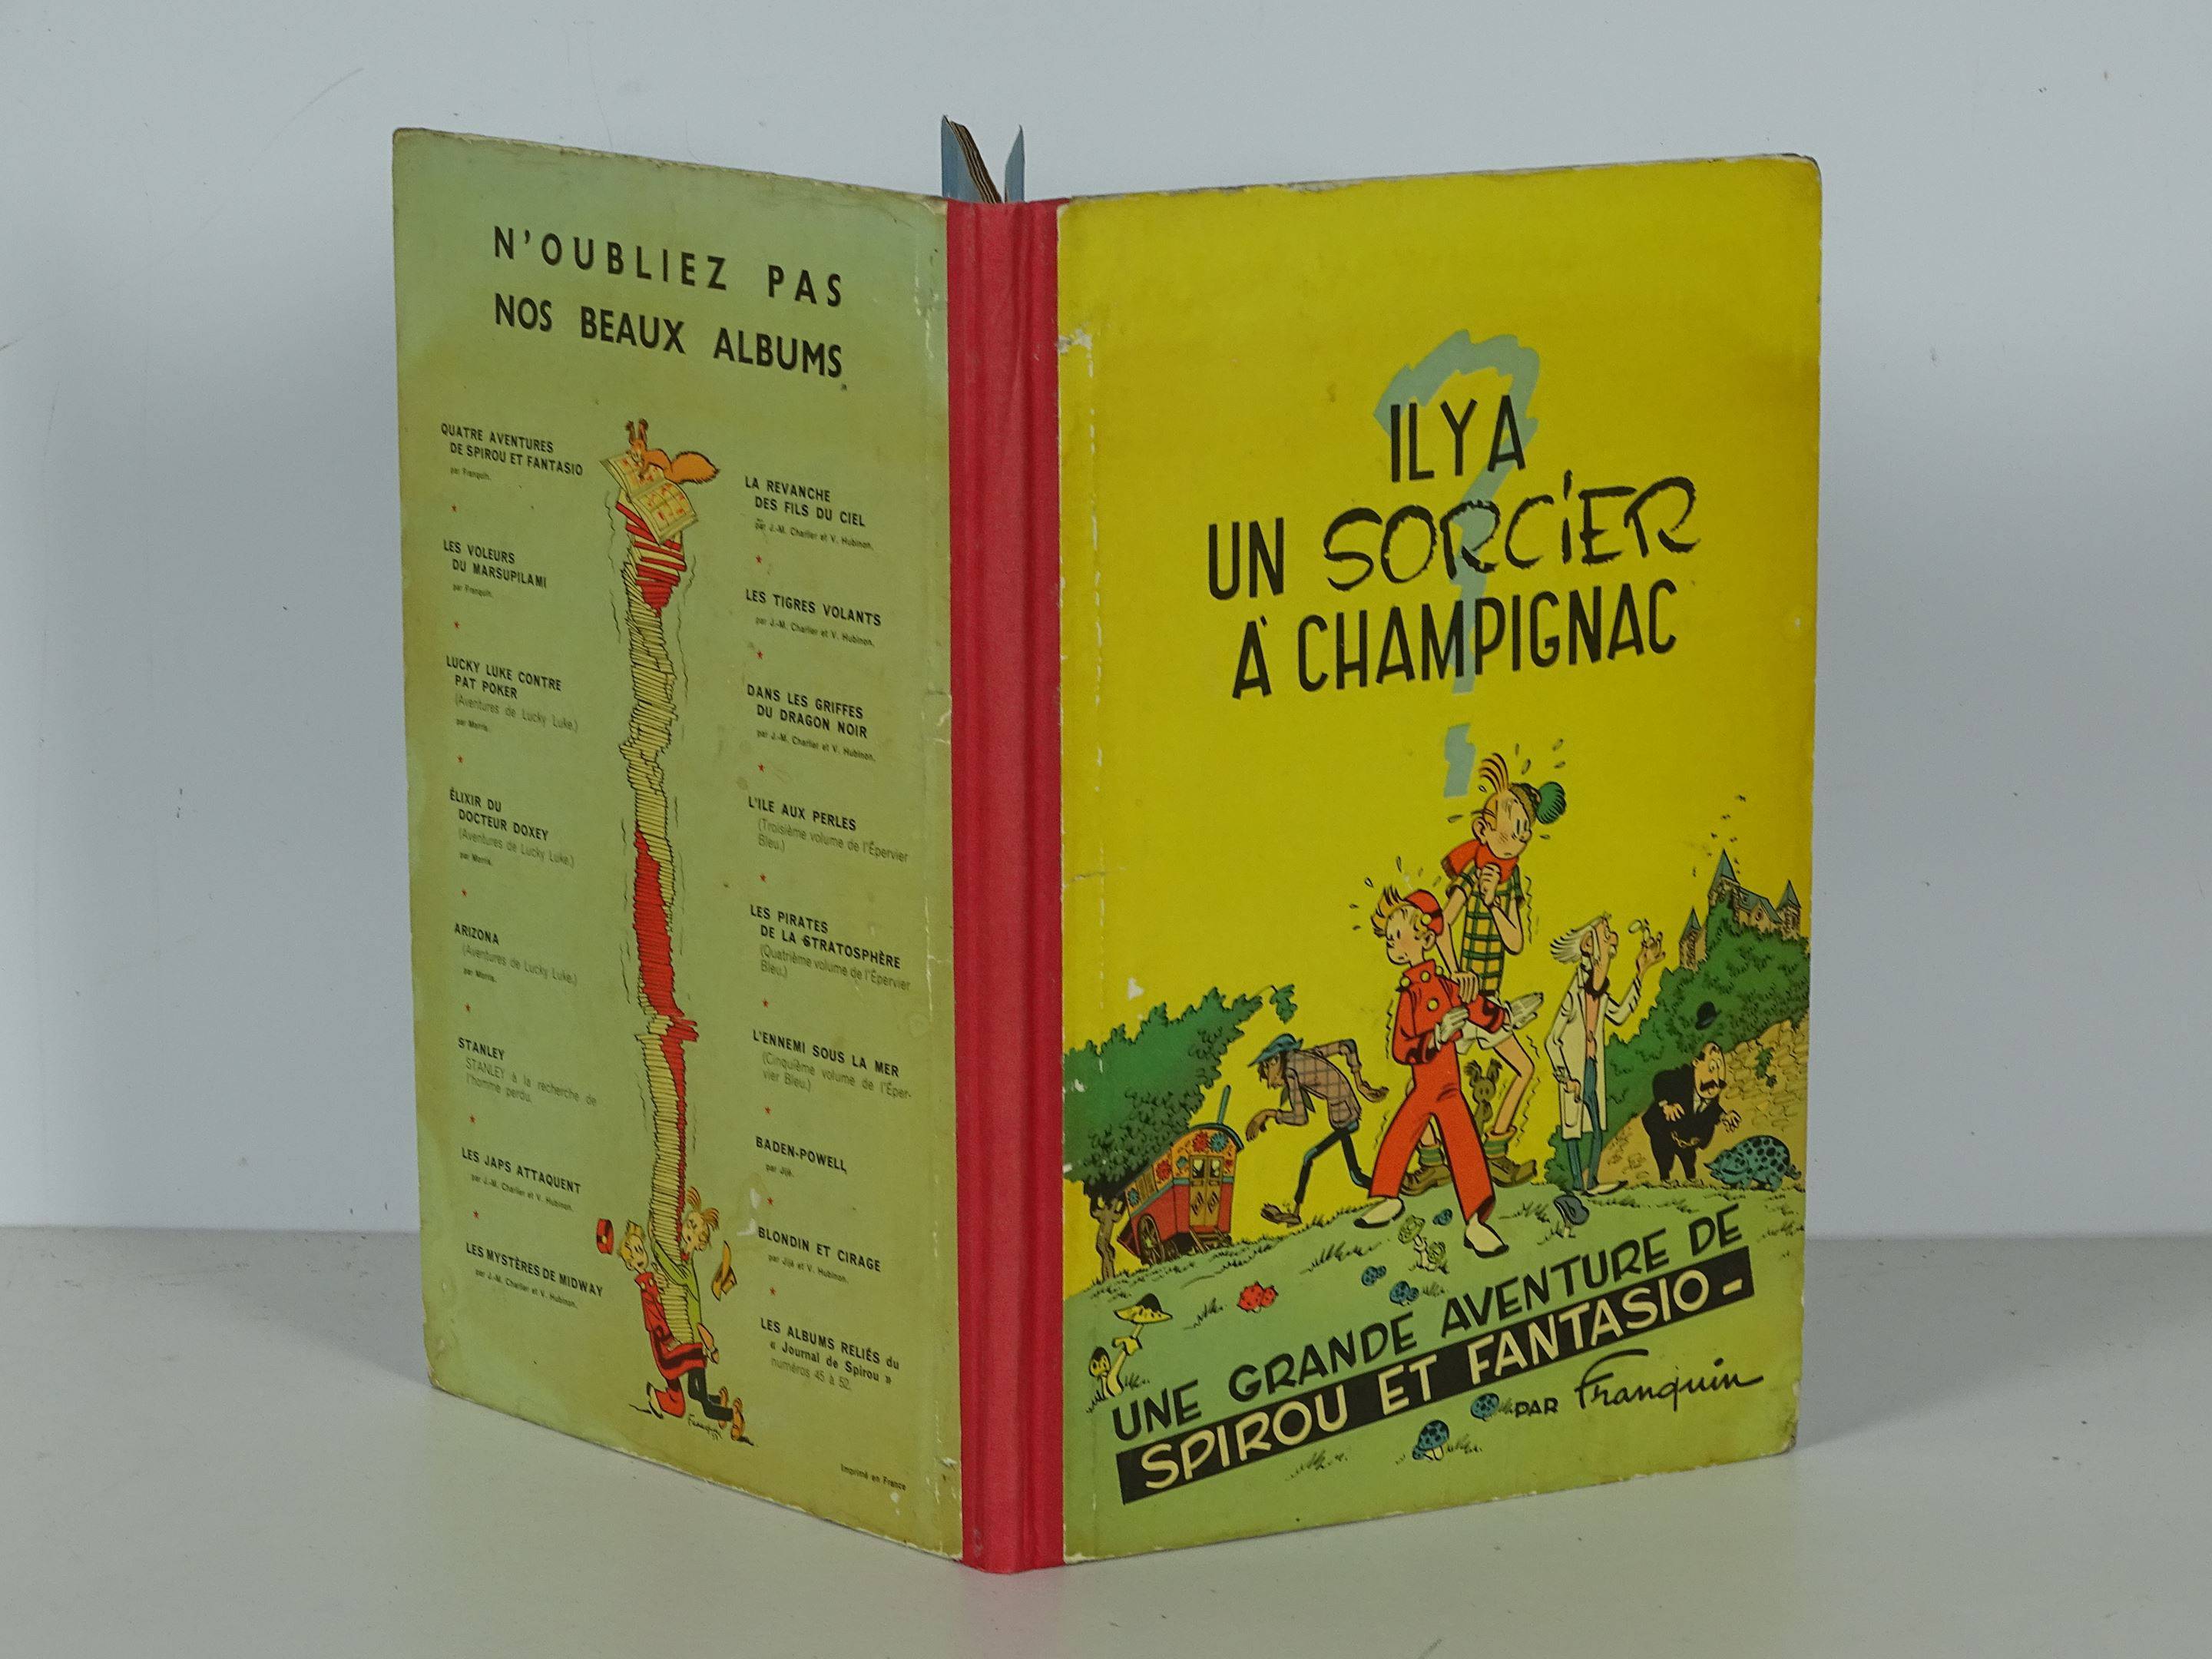 N'OUBLIEZ PAS
NOS BEAUX ALBUMS
QUATRE AVENTURES
DE SPIROU ET FANTASIO
par Franquin.
LES VOLEURS
DU MARSUPILAMI
par Franquin.
LUCKY LUKE CONTRE
PAT POKER
(Aventures de Lucky Luke.)
par Morris.
ÉLIXIR DU
DOCTEUR DOXEY
(Aventures de Lucky Luke.)
par Morris.
ARIZONA
(Aventures de Lucky Luke.)
par Morris.
STANLEY
STANLEY à la recherche de
l'homme perdu.
LES JAPS ATTAQUENT
par J.-M. Charlier et V. Hubinon.
LES MYSTÈRES DE MIDWAY
par J.-M. Charlier et V. Hubinon.
LA REVANCHE
DES FILS DU CIEL
par J.-M. Charlier et V. Hubinon.
LES TIGRES VOLANTS
par J.-M. Charlier et V. Hubinon.
DANS LES GRIFFES
DU DRAGON NOIR
par J.-M. Charlier et V. Hubinon.
L'ILE AUX PERLES
(Troisième volume de l'Épervier
Bleu.)
LES PIRATES
DE LA STRATOSPHÈRE
(Quatrième volume de l'Épervier
Bleu.)
L'ENNEMI SOUS LA MER
(Cinquième volume de l'Éper-
vier Bleu.)
BADEN-POWELL
par Jijé.
BLONDIN ET CIRAGE
par Jijé et V. Hubinon.
LES ALBUMS RELIÉS du
« Journal de Spirou »
numéros 45 à 52.
Franquin
Imprimé en France
?
IL Y A
UN SORCIER
À CHAMPIGNAC
UNE GRANDE AVENTURE DE
SPIROU ET FANTASIO -
PAR Franquin